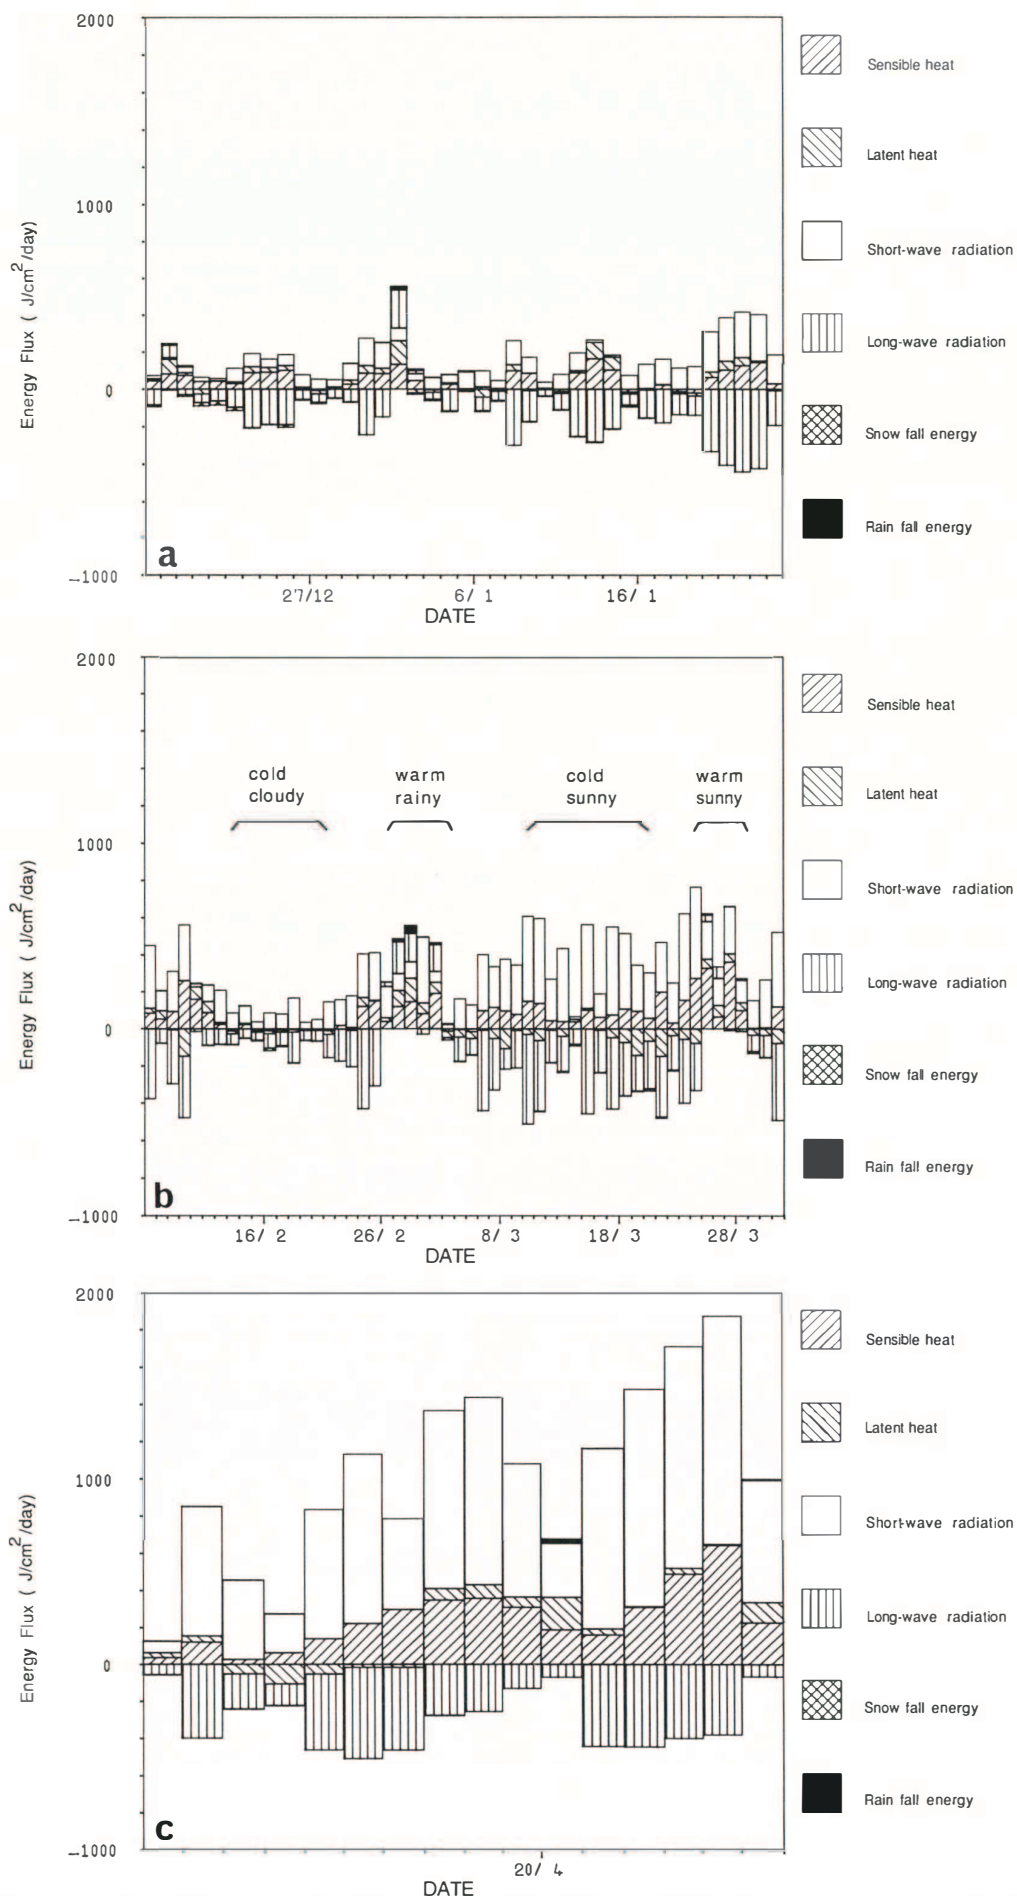 2000
1000
0
-1000
Energy Flux ( J/cm2/day)
a
27/12
6/ 1
16/ 1
DATE
Sensible heat
Latent heat
Short-wave radiation
Long-wave radiation
Snow fall energy
Rain fall energy
2000
1000
0
-1000
Energy Flux ( J/cm2/day)
cold
cloudy
warm
rainy
cold
sunny
warm
sunny
b
16/ 2
26/ 2
8/ 3
18/ 3
28/ 3
DATE
Sensible heat
Latent heat
Short-wave radiation
Long-wave radiation
Snow fall energy
Rain fall energy
2000
1000
0
-1000
Energy Flux ( J/cm2/day)
c
20/ 4
DATE
Sensible heat
Latent heat
Short-wave radiation
Long-wave radiation
Snow fall energy
Rain fall energy